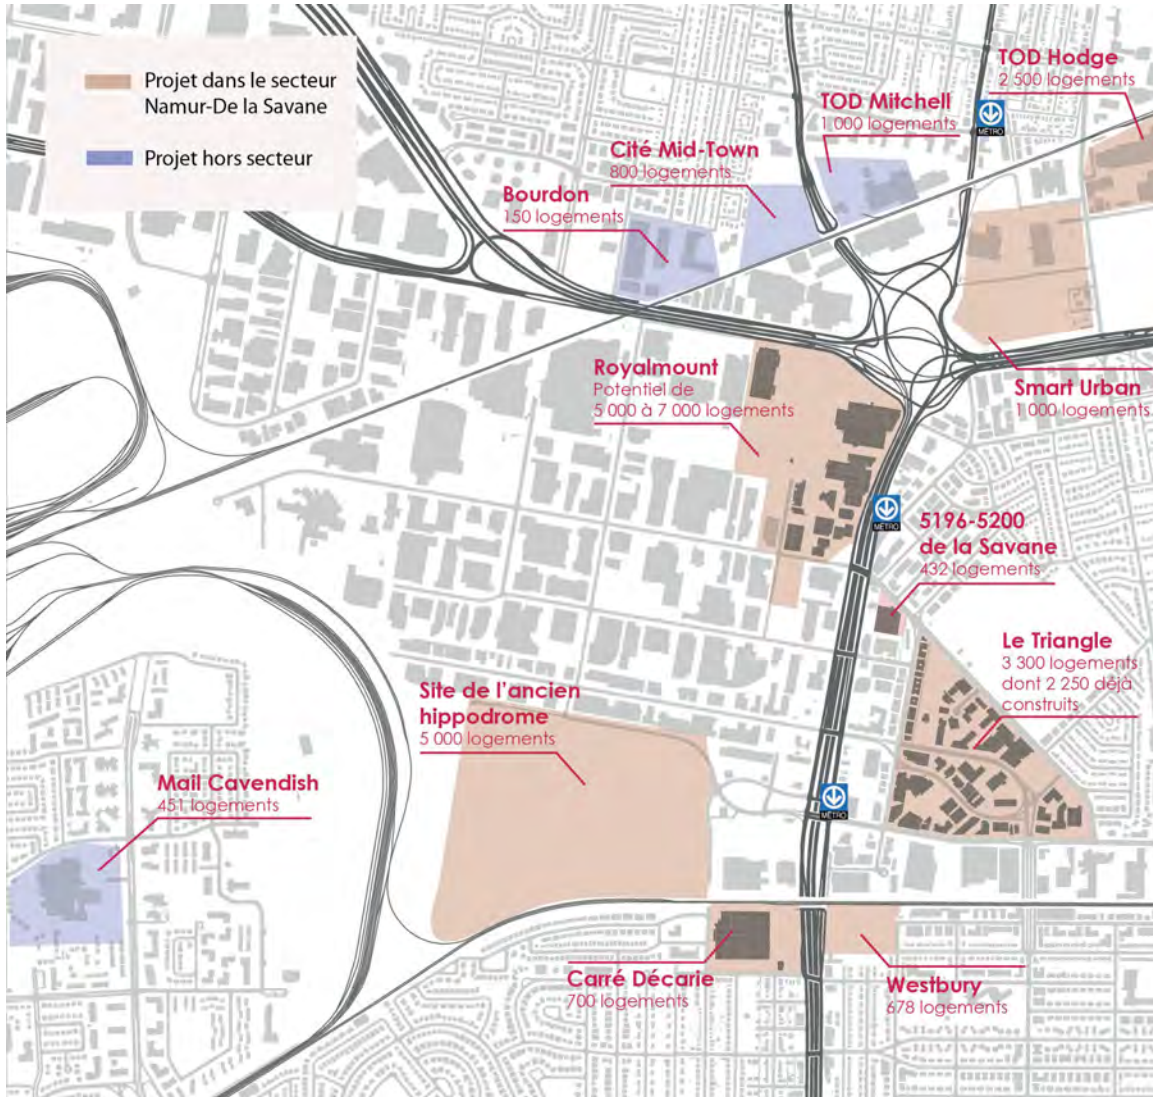 Projet dans le secteur
Namur-De la Savane
Projet hors secteur
TOD Hodge
2 500 logements
TOD Mitchell
1 000 logements
MÉTRO
Cité Mid-Town
800 logements
Bourdon
150 logements
Royalmount
Potentiel de
5 000 à 7 000 logements
Smart Urban
1 000 logements
MÉTRO
5196-5200
de la Savane
432 logements
Le Triangle
3 300 logements
dont 2 250 déjà
construits
Site de l'ancien
hippodrome
5 000 logements
Mail Cavendish
451 logements
MÉTRO
Carré Décarie
700 logements
Westbury
678 logements